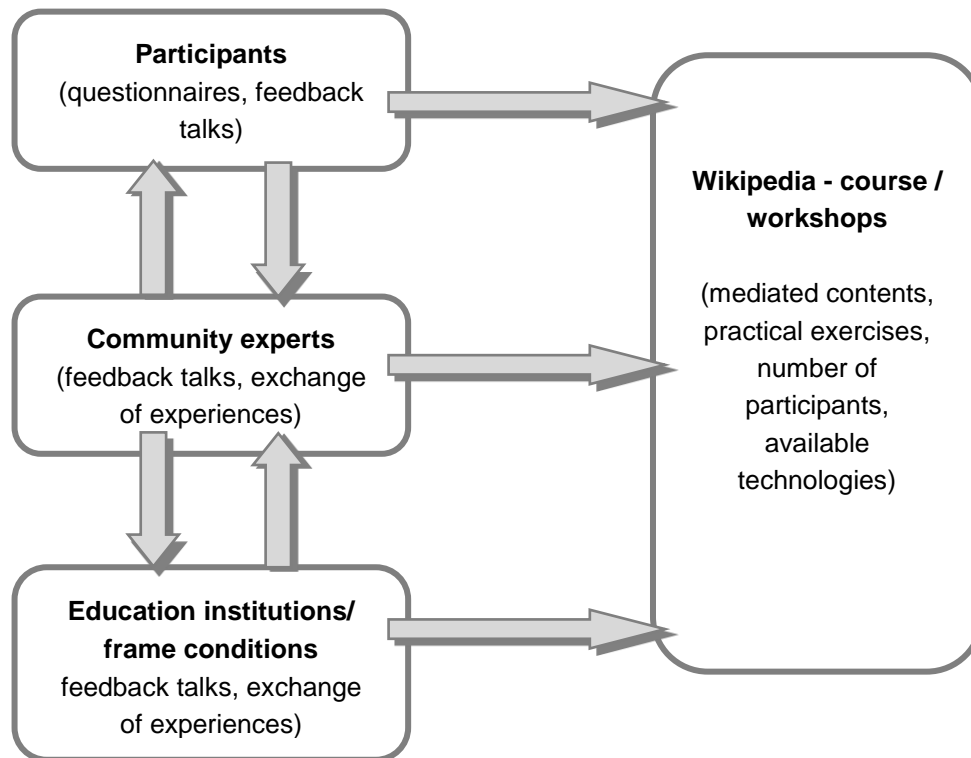 Participants
(questionnaires, feedback
talks)
Community experts
(feedback talks, exchange
of experiences)
Education institutions/
frame conditions
feedback talks, exchange
of experiences)
Wikipedia - course /
workshops
(mediated contents,
practical exercises,
number of
participants,
available
technologies)